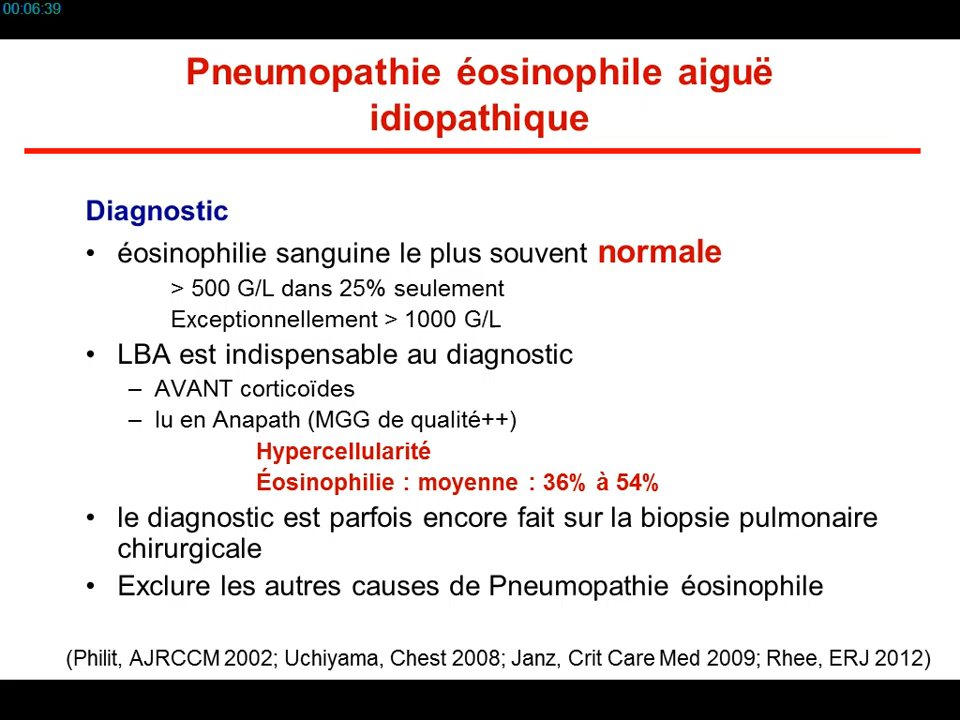 00:06:39
Pneumopathie éosinophile aiguë
idiopathique
Diagnostic
• éosinophilie sanguine le plus souvent normale
> 500 G/L dans 25% seulement
Exceptionnellement > 1000 G/L
• LBA est indispensable au diagnostic
– AVANT corticoïdes
– lu en Anapath (MGG de qualité++)
Hypercellularité
Éosinophilie : moyenne : 36% à 54%
• le diagnostic est parfois encore fait sur la biopsie pulmonaire
chirurgicale
• Exclure les autres causes de Pneumopathie éosinophile
(Philit, AJRCCM 2002; Uchiyama, Chest 2008; Janz, Crit Care Med 2009; Rhee, ERJ 2012)